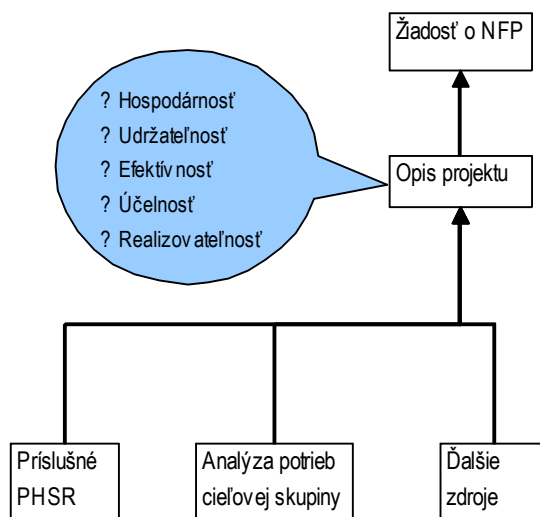 Žiadosť o NFP
? Hospodárnosť
? Udržateľnosť
? Efektívnosť
? Účelnosť
? Realizovateľnosť
Opis projektu
Príslušné
PHSR
Analýza potrieb
cieľovej skupiny
Ďalšie
zdroje